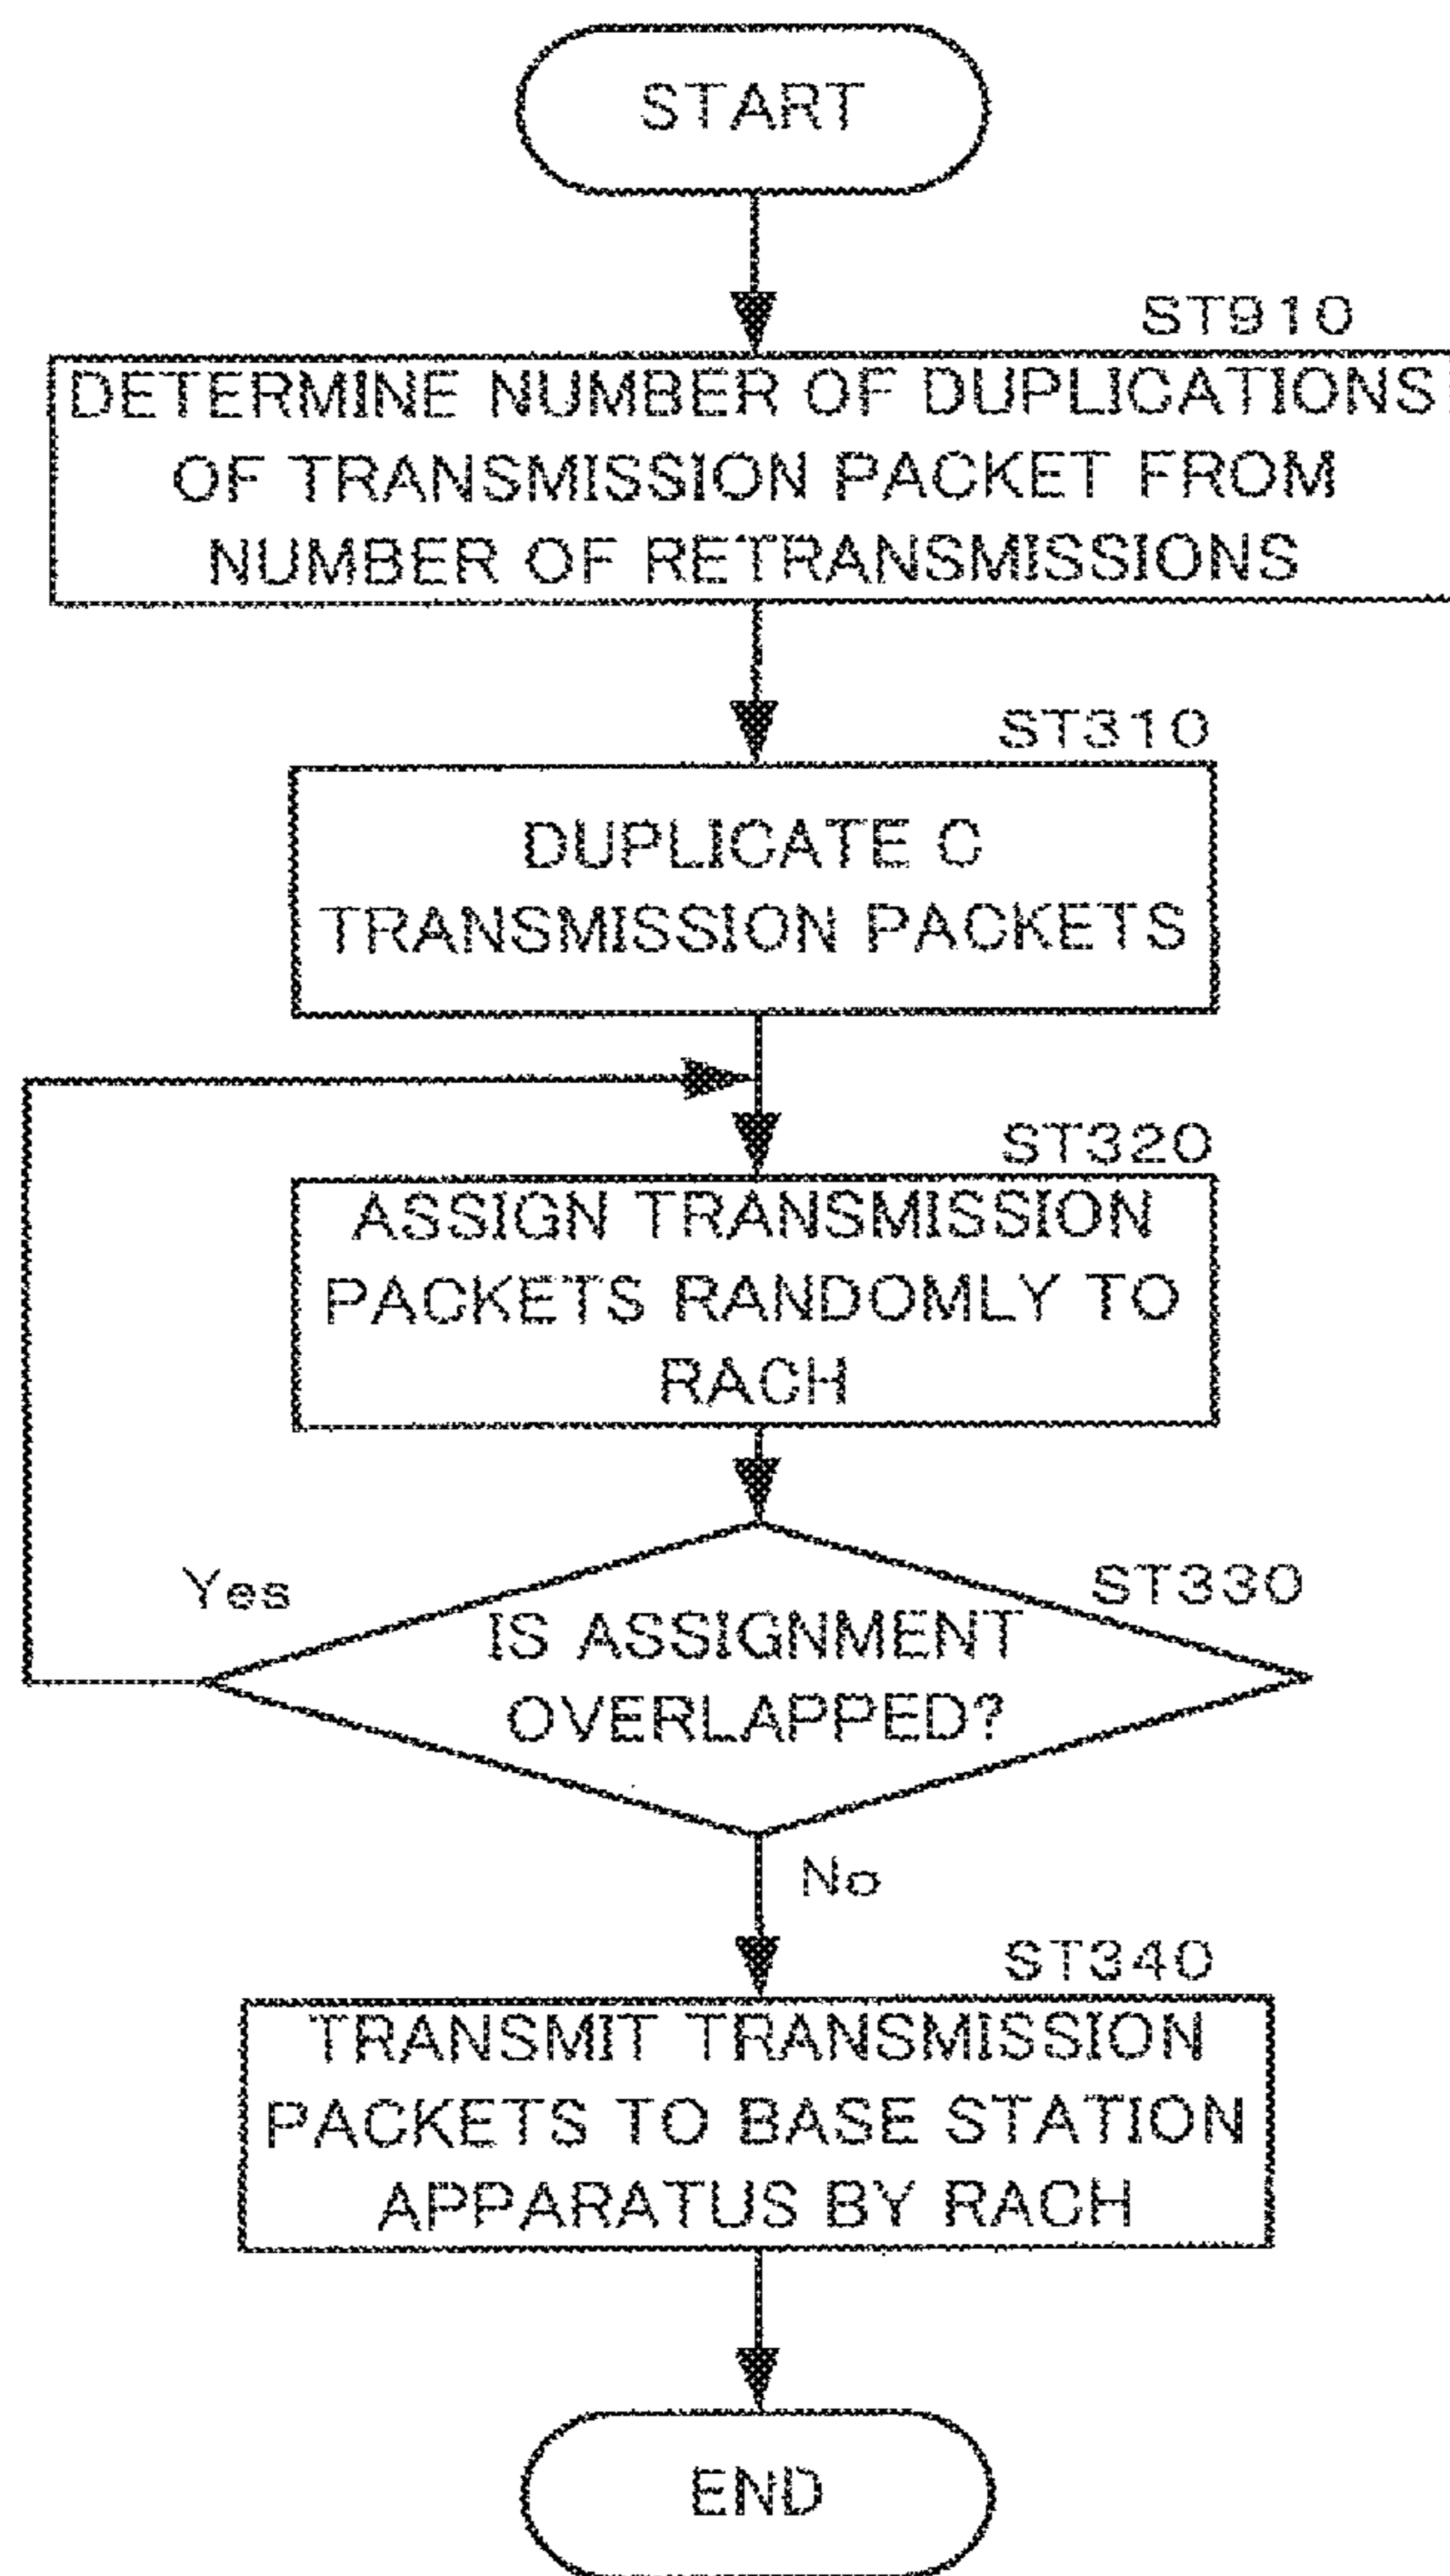 START
ST910
DETERMINE NUMBER OF DUPLICATIONS
OF TRANSMISSION PACKET FROM
NUMBER OF RETRANSMISSIONS
ST310
DUPLICATE C
TRANSMISSION PACKETS
ST320
ASSIGN TRANSMISSION
PACKETS RANDOMLY TO
RACH
Yes
ST330
IS ASSIGNMENT
OVERLAPPED?
No
ST340
TRANSMIT TRANSMISSION
PACKETS TO BASE STATION
APPARATUS BY RACH
END